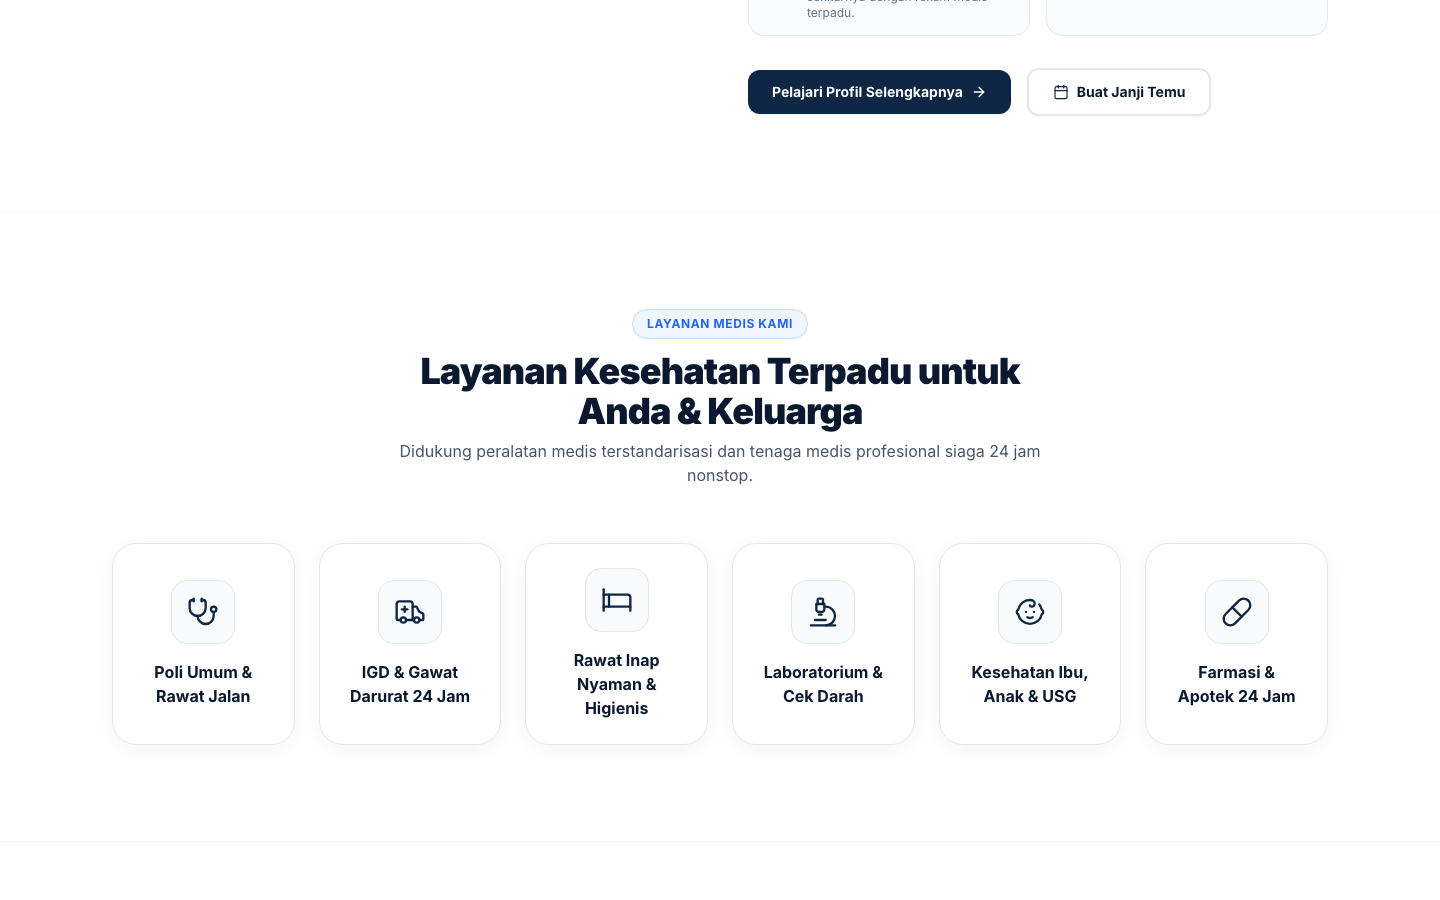 terpadu.
Pelajari Profil Selengkapnya
Buat Janji Temu
LAYANAN MEDIS KAMI
Layanan Kesehatan Terpadu untuk
Anda & Keluarga
Didukung peralatan medis terstandarisasi dan tenaga medis profesional siaga 24 jam
nonstop.
Poli Umum &
Rawat Jalan
IGD & Gawat
Darurat 24 Jam
Rawat Inap
Nyaman &
Higienis
Laboratorium &
Cek Darah
Kesehatan Ibu,
Anak & USG
Farmasi &
Apotek 24 Jam